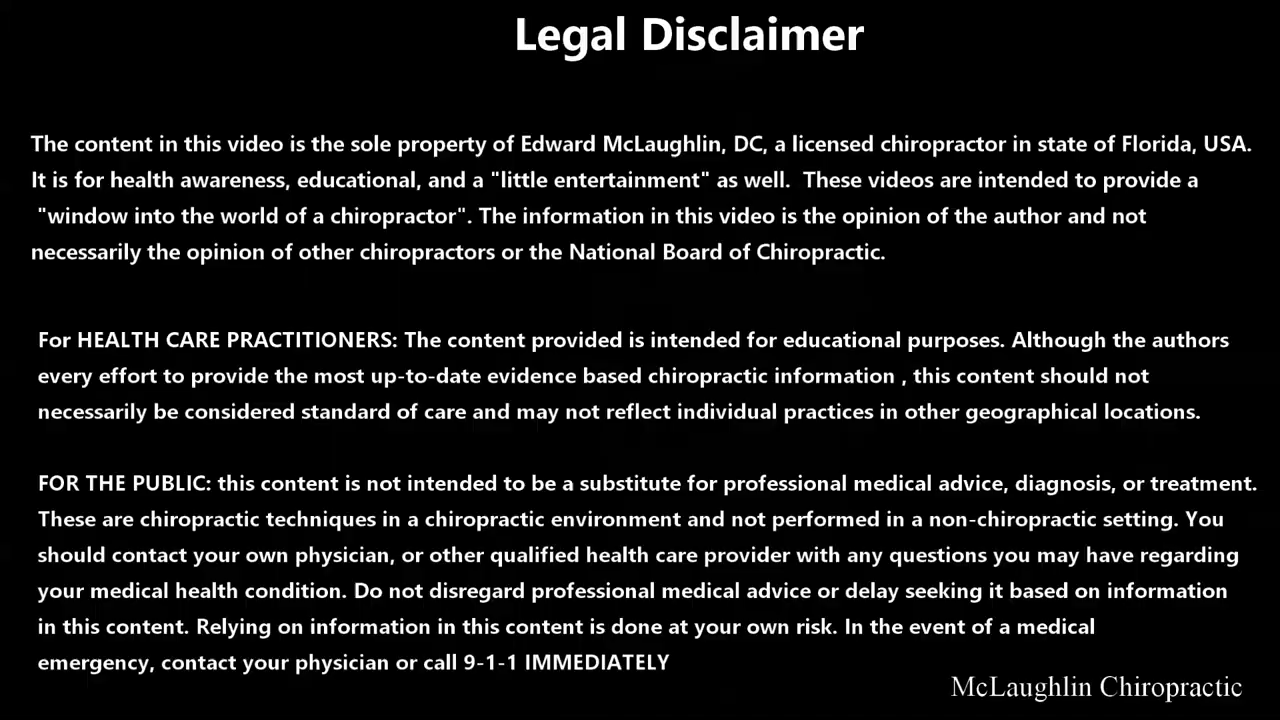 Legal Disclaimer
The content in this video is the sole property of Edward McLaughlin, DC, a licensed chiropractor in state of Florida, USA.
It is for health awareness, educational, and a "little entertainment" as well. These videos are intended to provide a
"window into the world of a chiropractor". The information in this video is the opinion of the author and not
necessarily the opinion of other chiropractors or the National Board of Chiropractic.
For HEALTH CARE PRACTITIONERS: The content provided is intended for educational purposes. Although the authors
every effort to provide the most up-to-date evidence based chiropractic information , this content should not
necessarily be considered standard of care and may not reflect individual practices in other geographical locations.
FOR THE PUBLIC: this content is not intended to be a substitute for professional medical advice, diagnosis, or treatment.
These are chiropractic techniques in a chiropractic environment and not performed in a non-chiropractic setting. You
should contact your own physician, or other qualified health care provider with any questions you may have regarding
your medical health condition. Do not disregard professional medical advice or delay seeking it based on information
in this content. Relying on information in this content is done at your own risk. In the event of a medical
emergency, contact your physician or call 9-1-1 IMMEDIATELY
McLaughlin Chiropractic